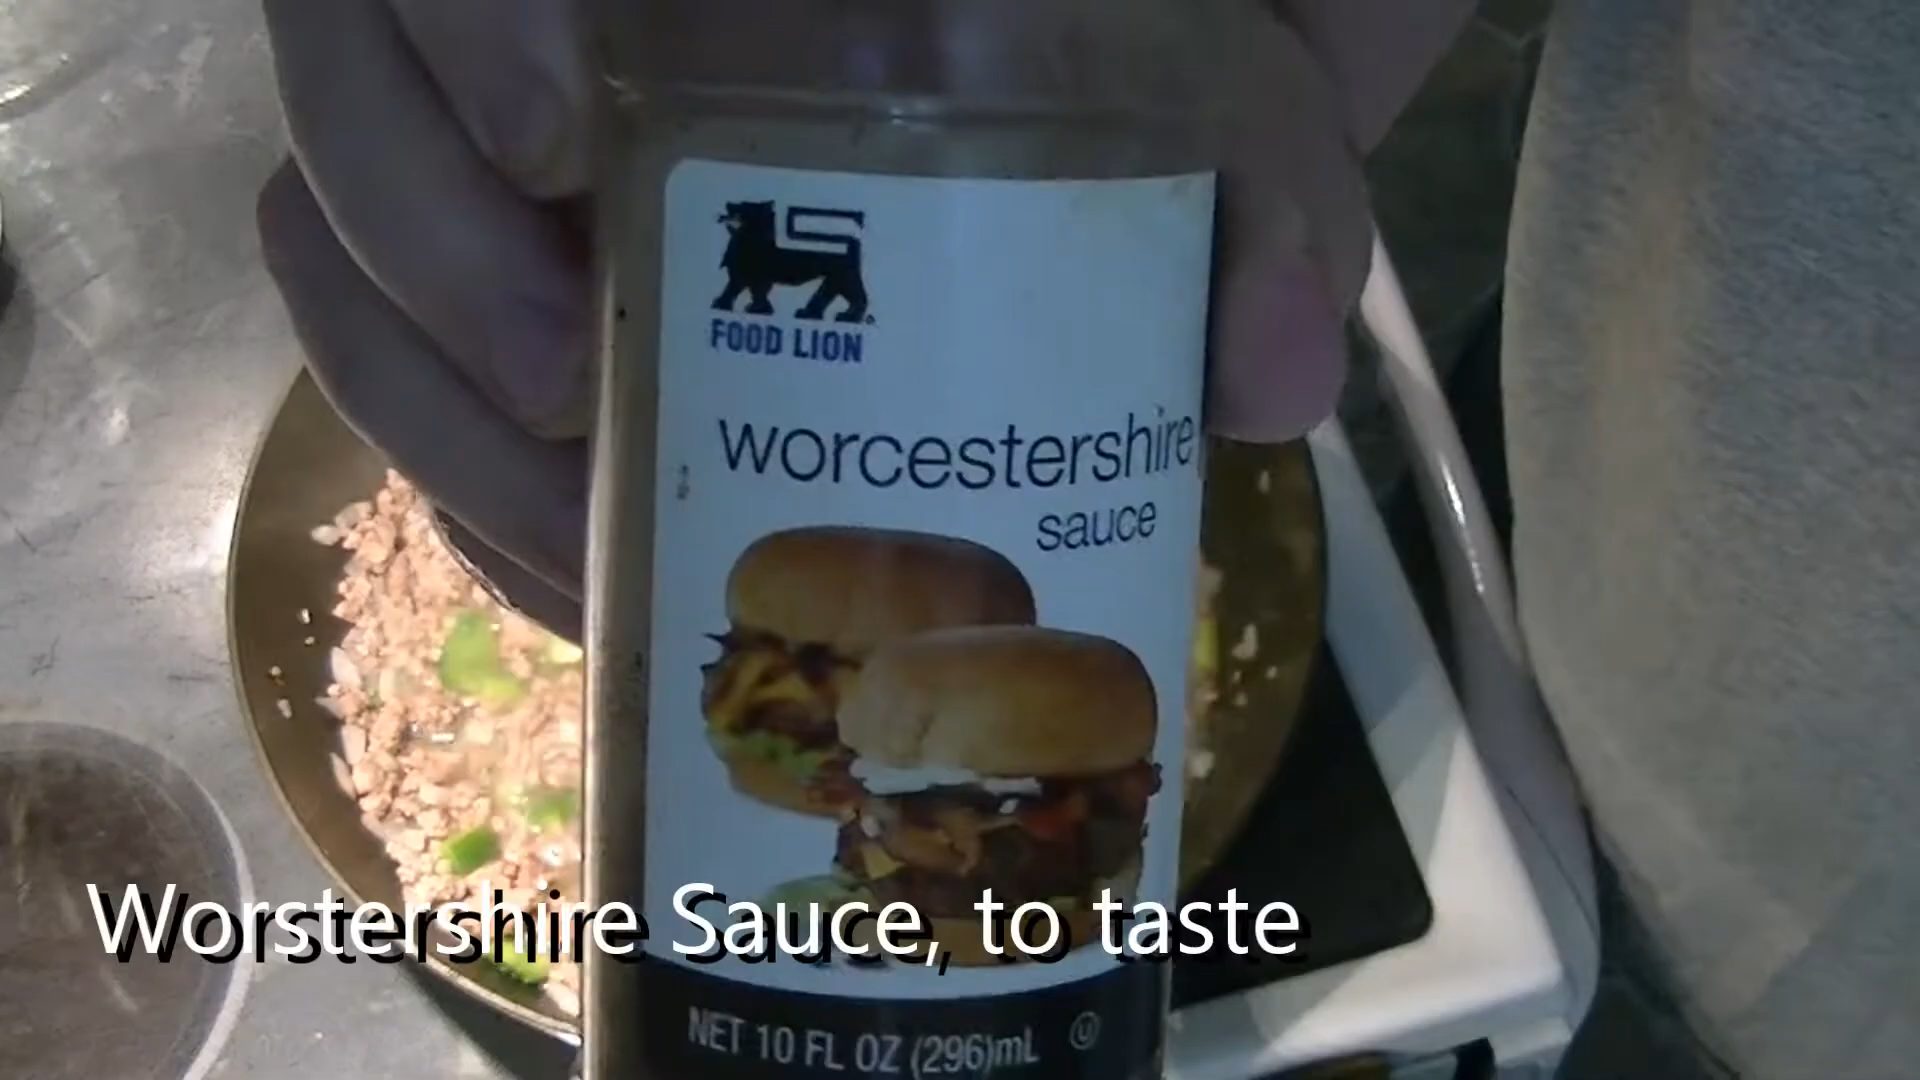 FOOD LION
worcestershire
sauce
Worstershire Sauce, to taste
NET 10 FL OZ (296)mL U